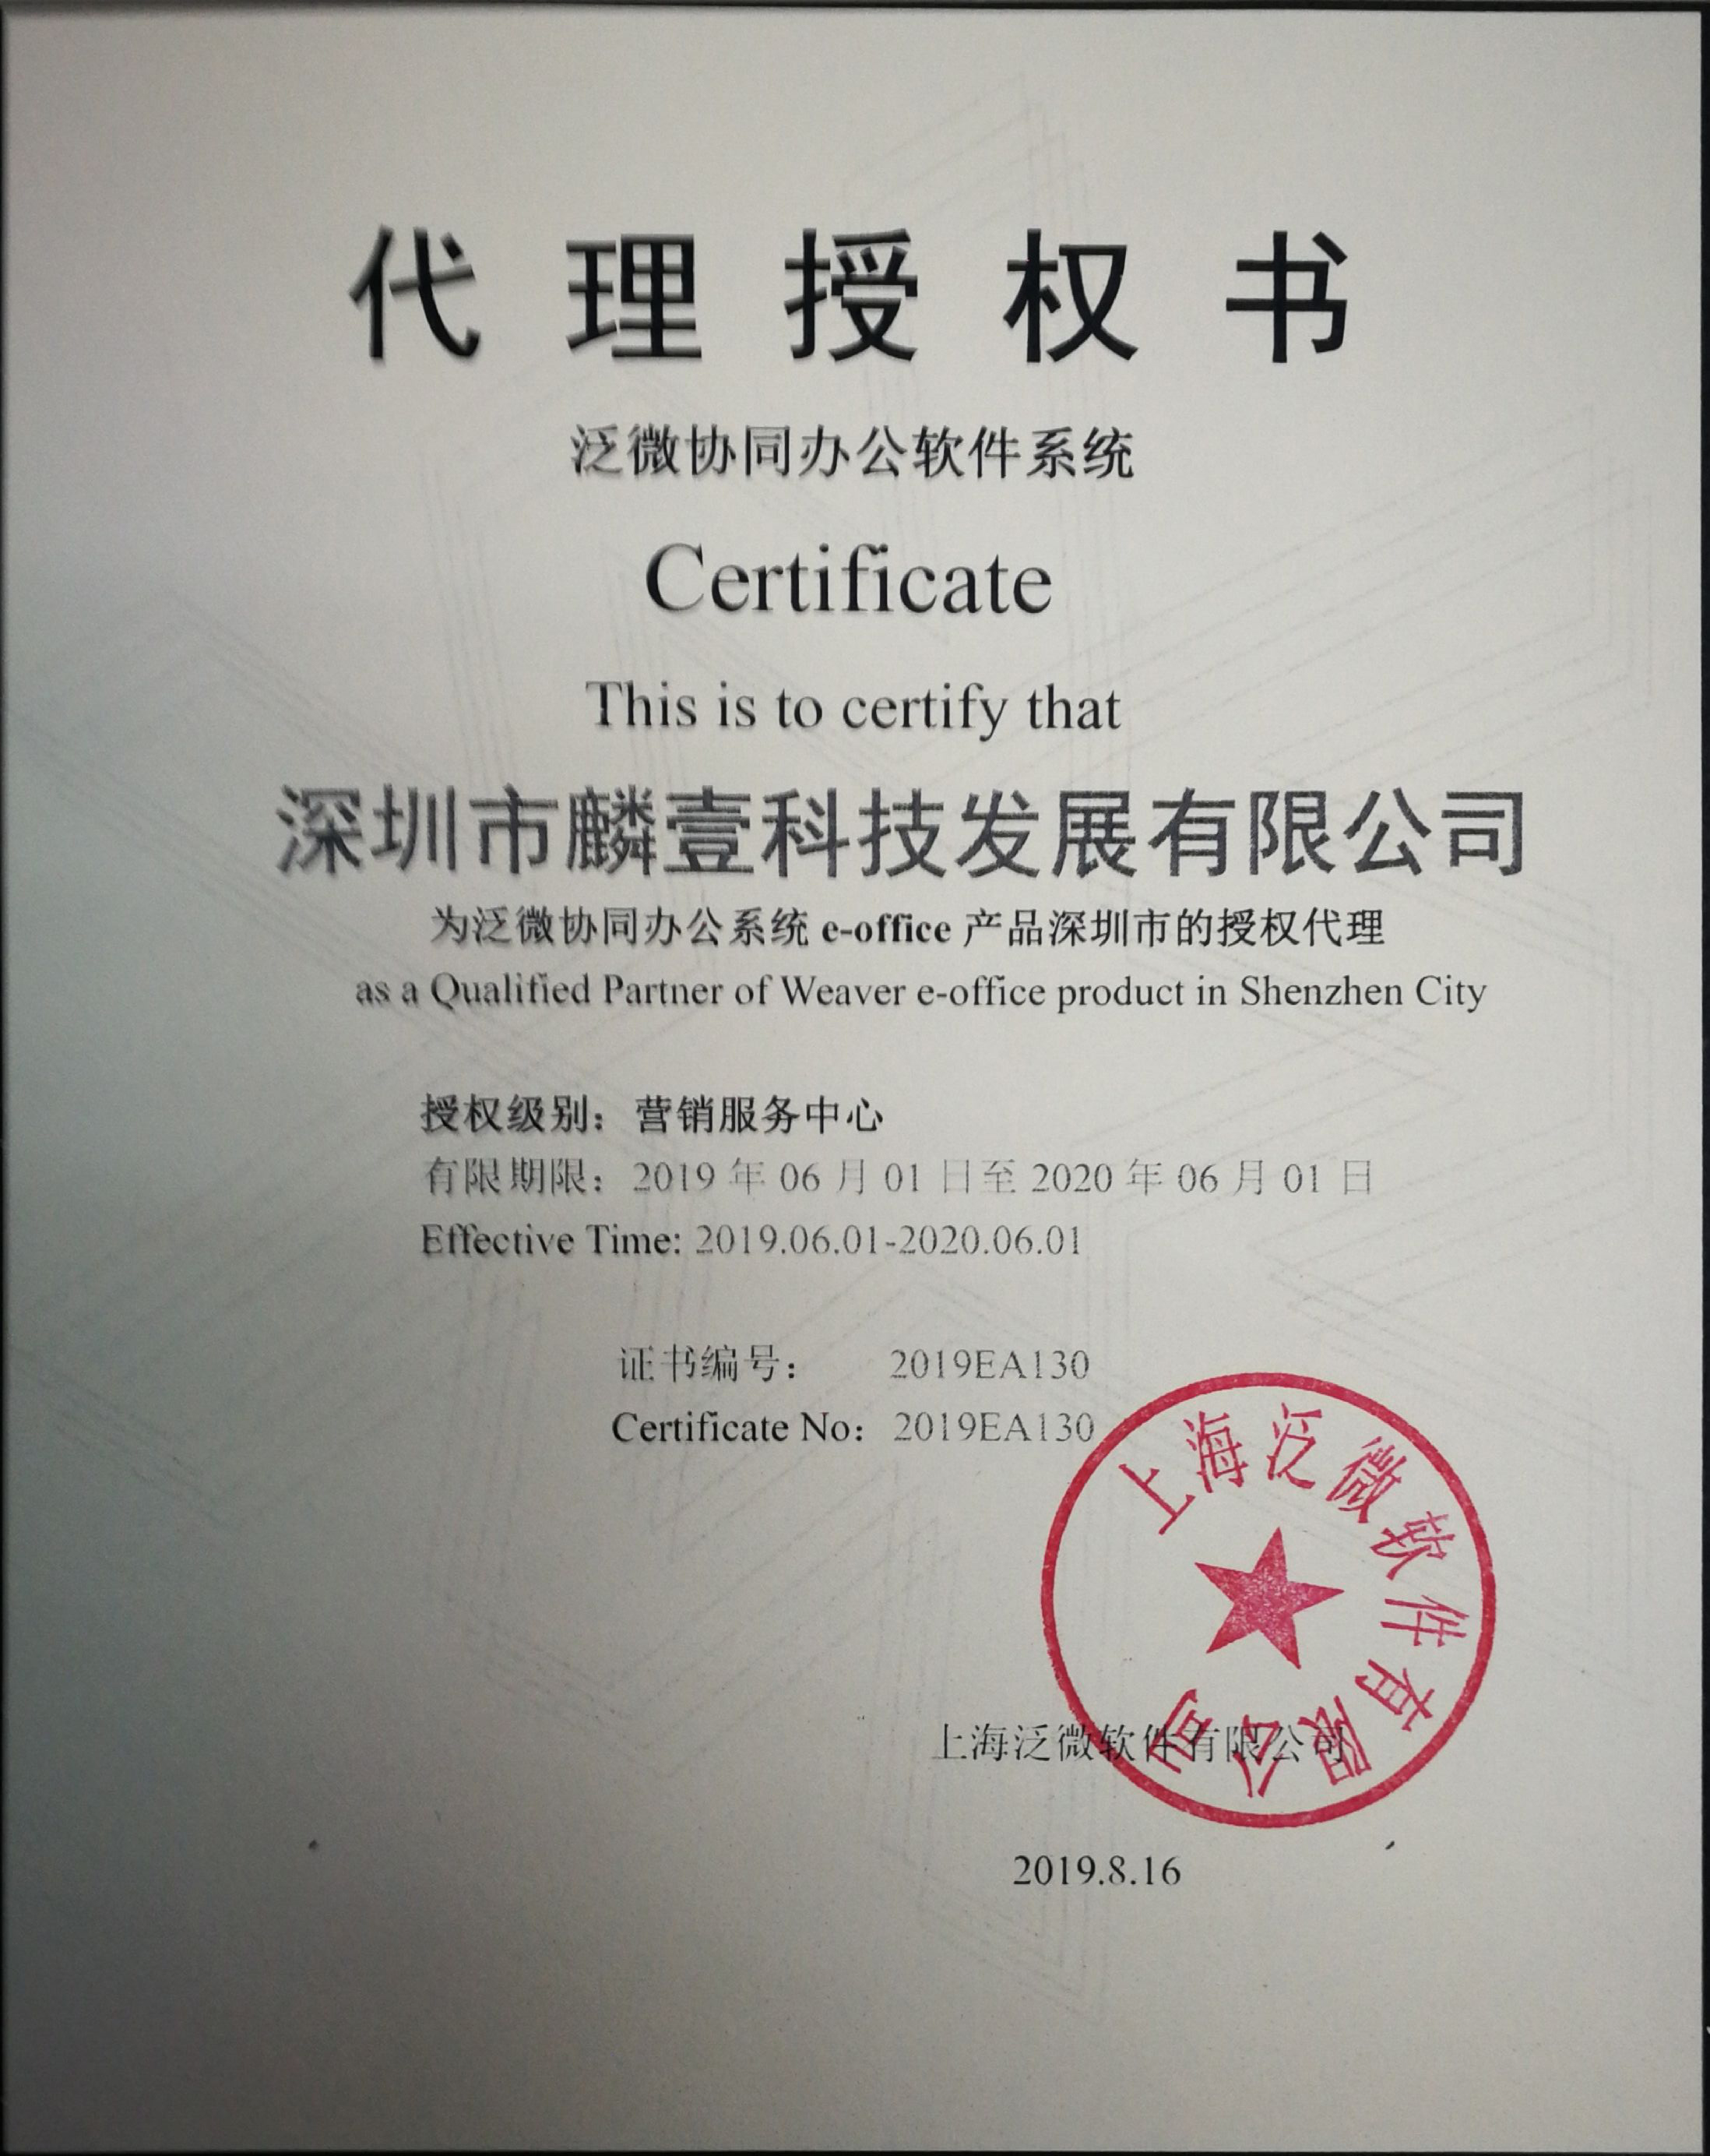 代理授权书
泛微协同办公软件系统
Certificate
This is to certify that
深圳市麟壹科技发展有限公司
为泛微协同办公系统 e-office 产品深圳市的授权代理
as a Qualified Partner of Weaver e-office product in Shenzhen City
授权级别：营销服务中心
有限期限：2019 年 06 月 01 日至 2020 年 06 月 01 日
Effective Time: 2019.06.01-2020.06.01
证书编号： 2019EA130
Certificate No：2019EA130
上海泛微软件有限公司
上海泛微软件有限公司
2019.8.16